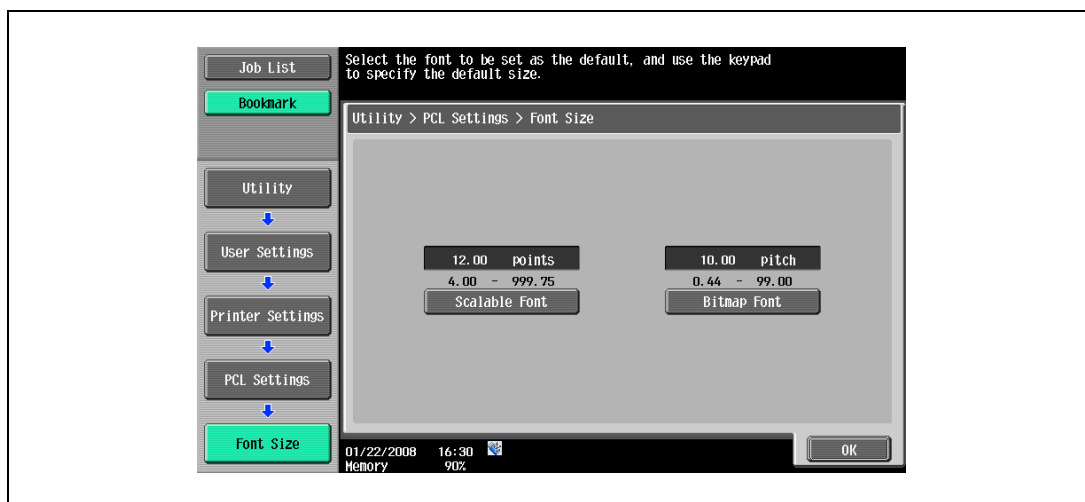 Job List
Bookmark
Select the font to be set as the default, and use the keypad
to specify the default size.
Utility > PCL Settings > Font Size
Utility
User Settings
Printer Settings
PCL Settings
Font Size
12.00 points
4.00 - 999.75
Scalable Font
10.00 pitch
0.44 - 99.00
Bitmap Font
01/22/2008 16:30
Memory 90%
OK